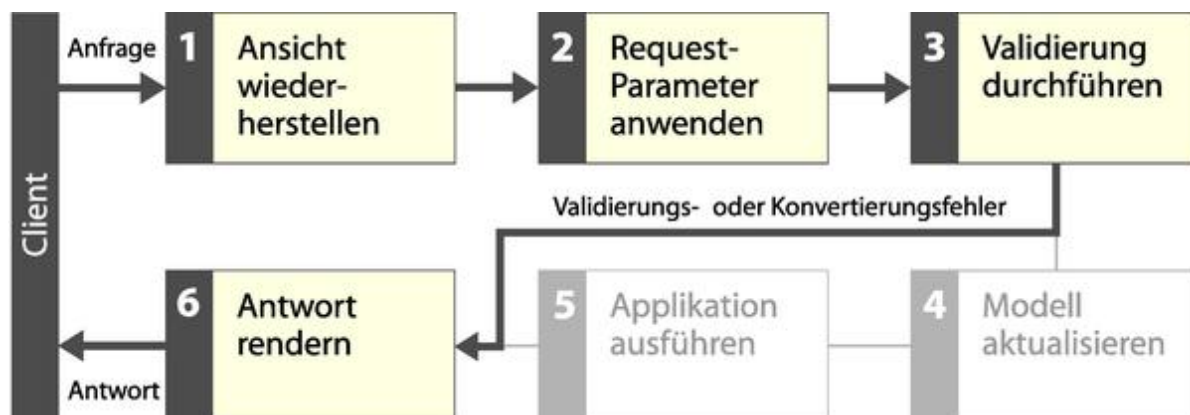 Client
Anfrage
1
Ansicht
wieder-
herstellen
2
Request-
Parameter
anwenden
3
Validierung
durchführen
Validierungs- oder Konvertierungsfehler
6
Antwort
rendern
5
Applikation
ausführen
4
Modell
aktualisieren
Antwort